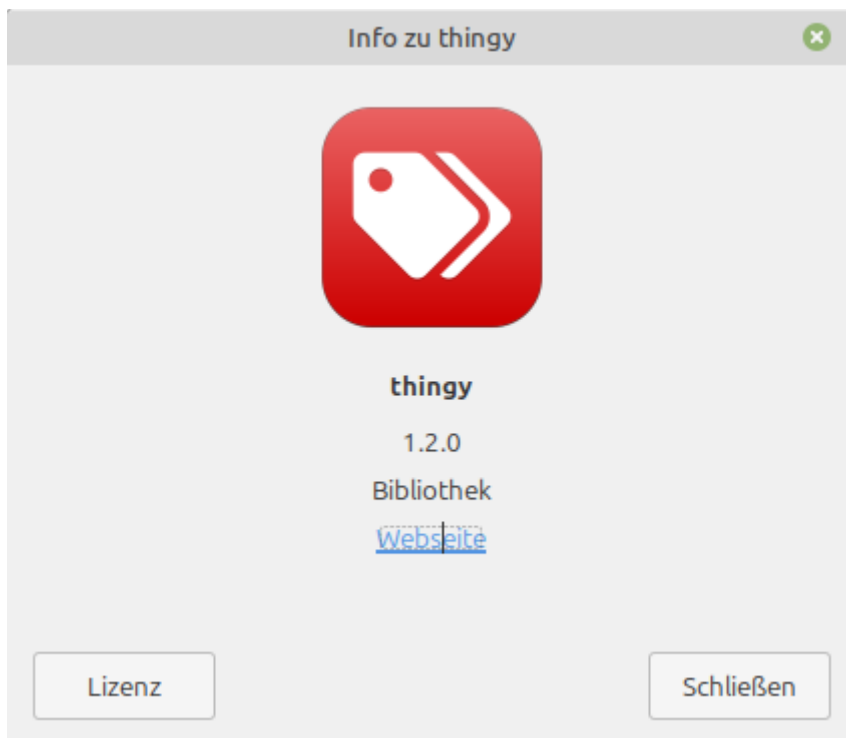 Info zu thingy
thingy
1.2.0
Bibliothek
Webseite
Lizenz
Schließen